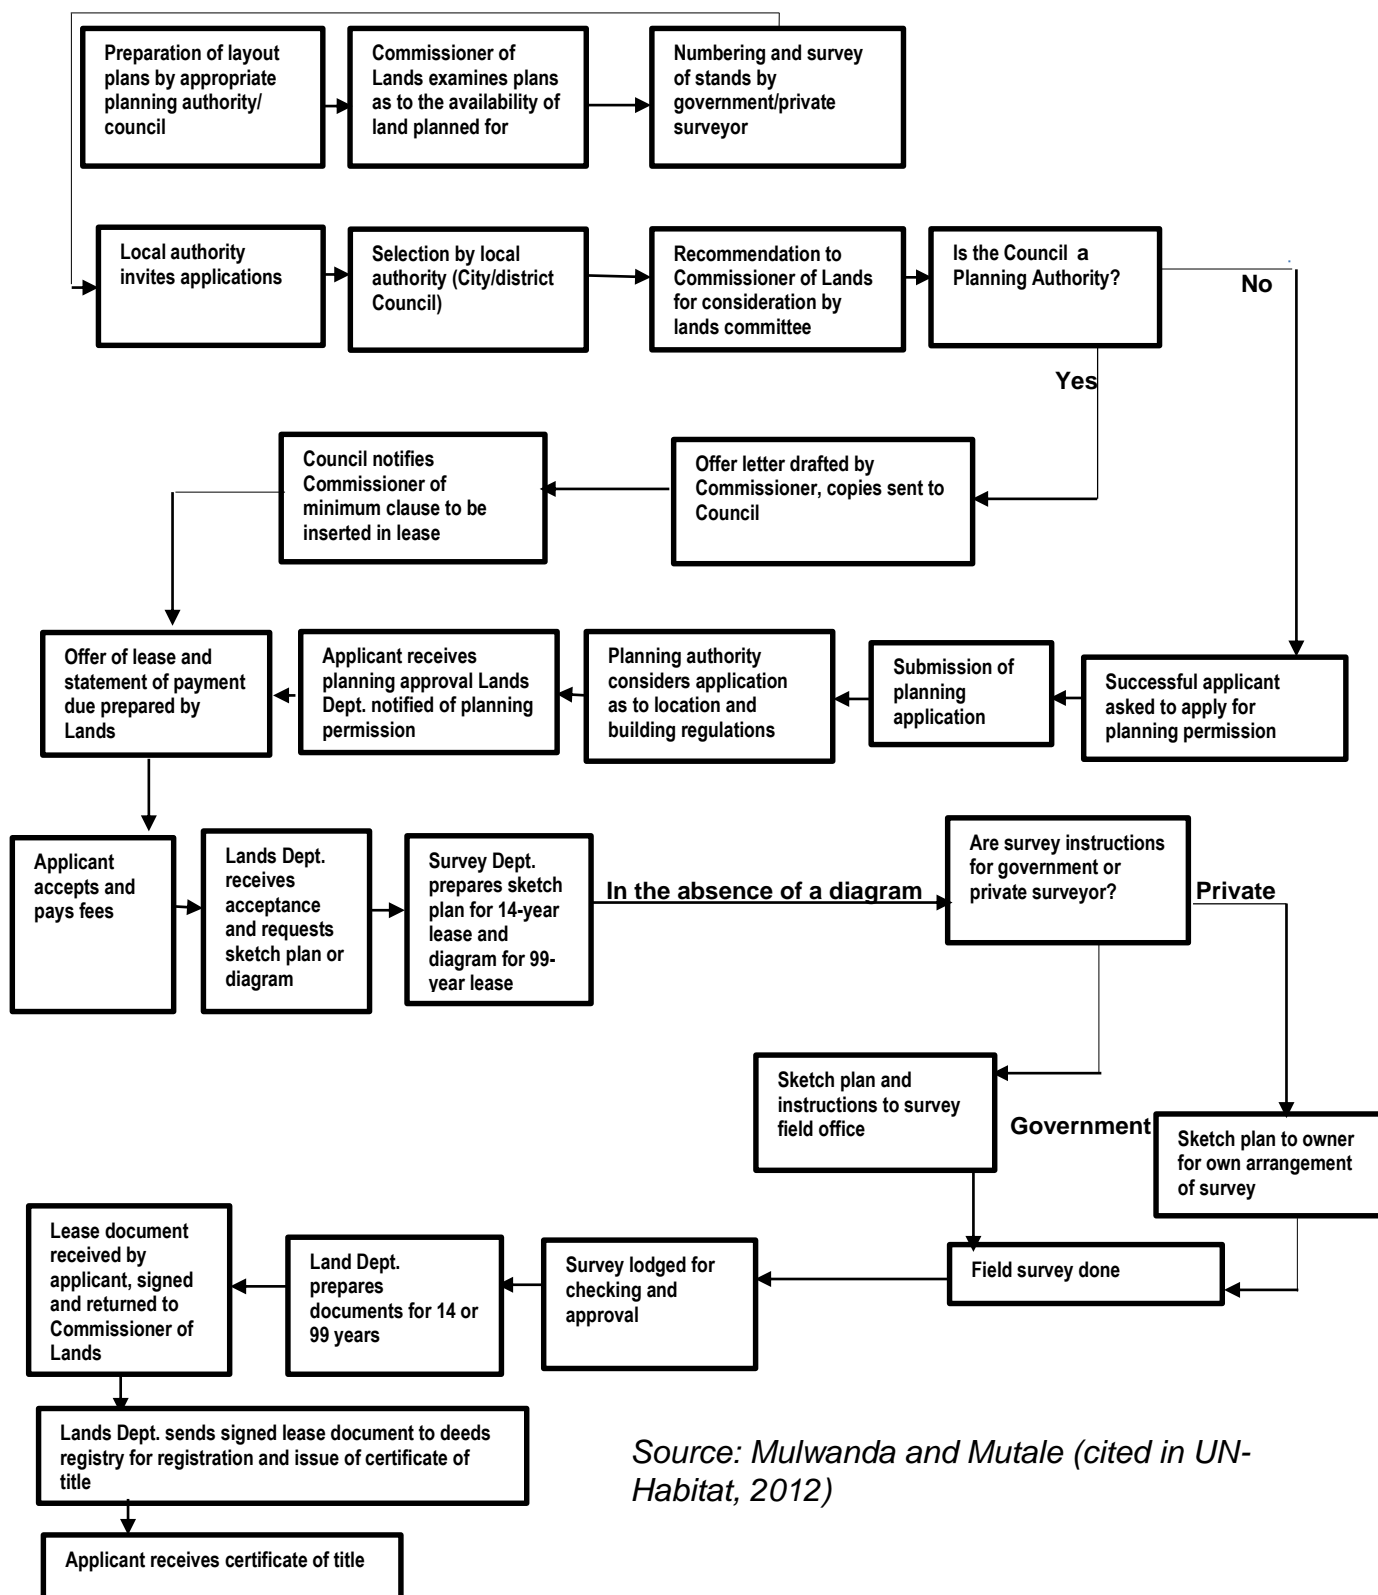 Preparation of layout
plans by appropriate
planning authority/
council
Commissioner of
Lands examines plans
as to the availability of
land planned for
Numbering and survey
of stands by
government/private
surveyor
Local authority
invites applications
Selection by local
authority (City/district
Council)
Recommendation to
Commissioner of Lands
for consideration by
lands committee
Is the Council a
Planning Authority?
No
Yes
Council notifies
Commissioner of
minimum clause to be
inserted in lease
Offer letter drafted by
Commissioner, copies sent to
Council
Offer of lease and
statement of payment
due prepared by
Lands
Applicant receives
planning approval Lands
Dept. notified of planning
permission
Planning authority
considers application
as to location and
building regulations
Submission of
planning
application
Successful applicant
asked to apply for
planning permission
Applicant
accepts and
pays fees
Lands Dept.
receives
acceptance
and requests
sketch plan or
diagram
Survey Dept.
prepares sketch
plan for 14-year
lease and
diagram for 99-
year lease
In the absence of a diagram
Are survey instructions
for government or
private surveyor?
Private
Sketch plan and
instructions to survey
field office
Government
Sketch plan to owner
for own arrangement
of survey
Lease document
received by
applicant, signed
and returned to
Commissioner of
Lands
Land Dept.
prepares
documents for 14 or
99 years
Survey lodged for
checking and
approval
Field survey done
Lands Dept. sends signed lease document to deeds
registry for registration and issue of certificate of
title
Source: Mulwanda and Mutale (cited in UN-
Habitat, 2012)
Applicant receives certificate of title